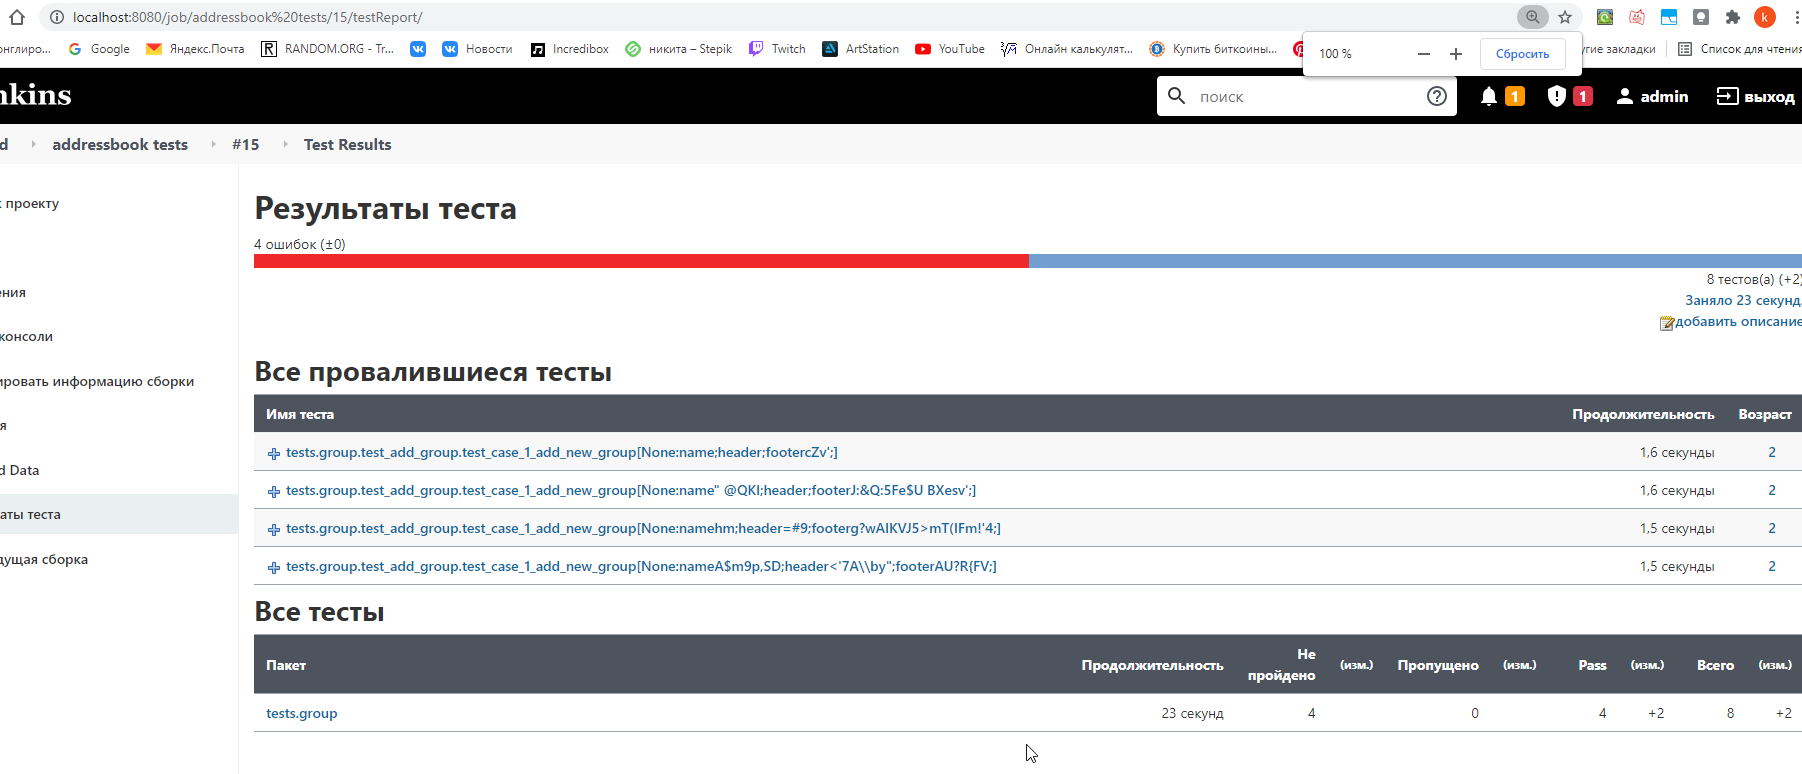 localhost:8080/job/addressbook%20tests/15/testReport/
онглиро... Google Яндекс.Почта RANDOM.ORG - Tr... Новости Incredibox никита – Stepik Twitch ArtStation YouTube Онлайн калькулят... Купить биткоины... угие закладки Список для чтения
100 % − + Сбросить
k
nkins поиск 1 1 admin выход
d addressbook tests #15 Test Results
к проекту
ения
консоли
ировать информацию сборки
я
d Data
аты теста
дущая сборка
Результаты теста
4 ошибок (±0)
8 тестов(а) (+2)
Заняло 23 секунд.
добавить описание
Все провалившиеся тесты
Имя теста Продолжительность Возраст
tests.group.test_add_group.test_case_1_add_new_group[None:name;header;footercZv';] 1,6 секунды 2
tests.group.test_add_group.test_case_1_add_new_group[None:name" @QKI;header;footerJ:&Q:5Fe$U BXesv';] 1,6 секунды 2
tests.group.test_add_group.test_case_1_add_new_group[None:namehm;header=#9;footerg?wAIKVJ5>mT(IFm!'4;] 1,5 секунды 2
tests.group.test_add_group.test_case_1_add_new_group[None:nameA$m9p,SD;header<'7A\\by";footerAU?R{FV;] 1,5 секунды 2
Все тесты
Пакет Продолжительность Не пройдено (изм.) Пропущено (изм.) Pass (изм.) Всего (изм.)
tests.group 23 секунд 4 0 4 +2 8 +2